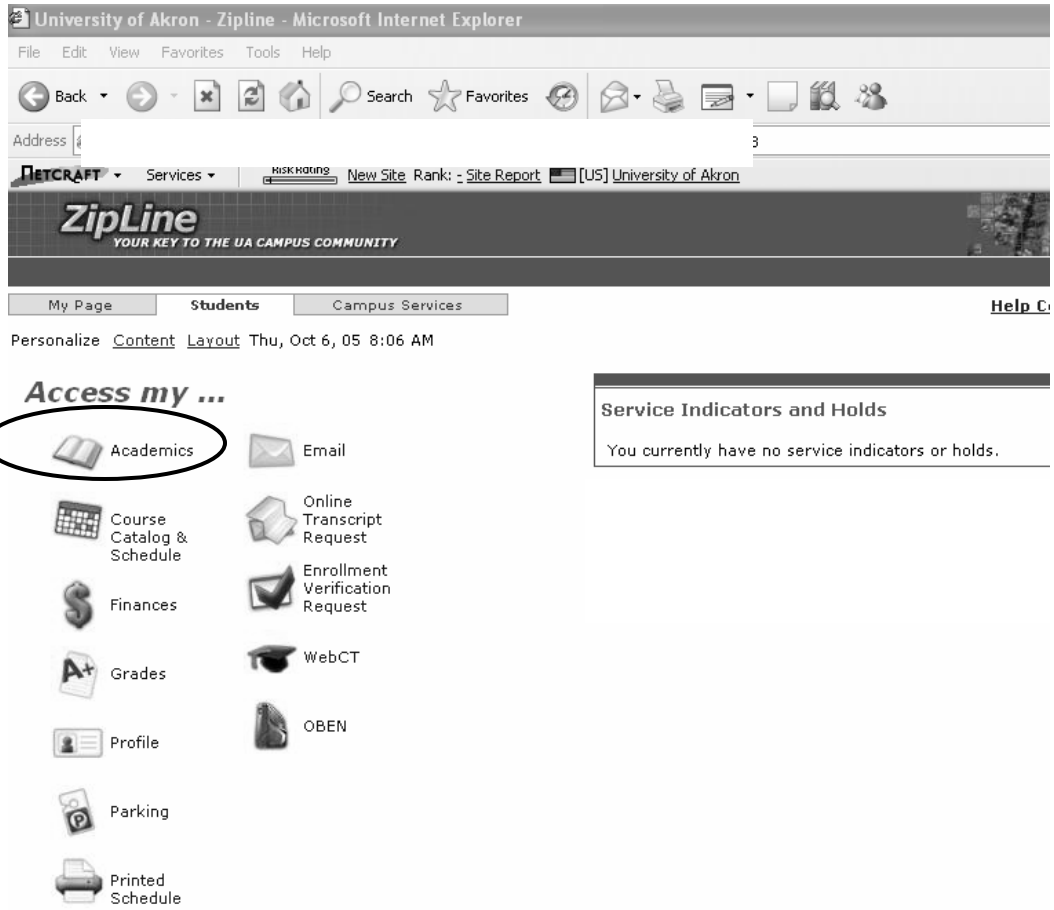 University of Akron - Zipline - Microsoft Internet Explorer
File Edit View Favorites Tools Help
Back Search Favorites
Address
NETCRAFT Services Risk Rating New Site Rank: - Site Report [US] University of Akron
ZipLine
YOUR KEY TO THE UA CAMPUS COMMUNITY
My Page Students Campus Services
Help
Personalize Content Layout Thu, Oct 6, 05 8:06 AM
Access my ...
Academics
Course
Catalog &
Schedule
Finances
A+
Grades
Profile
P
Parking
Printed
Schedule
Email
Online
Transcript
Request
Enrollment
Verification
Request
WebCT
OBEN
Service Indicators and Holds
You currently have no service indicators or holds.